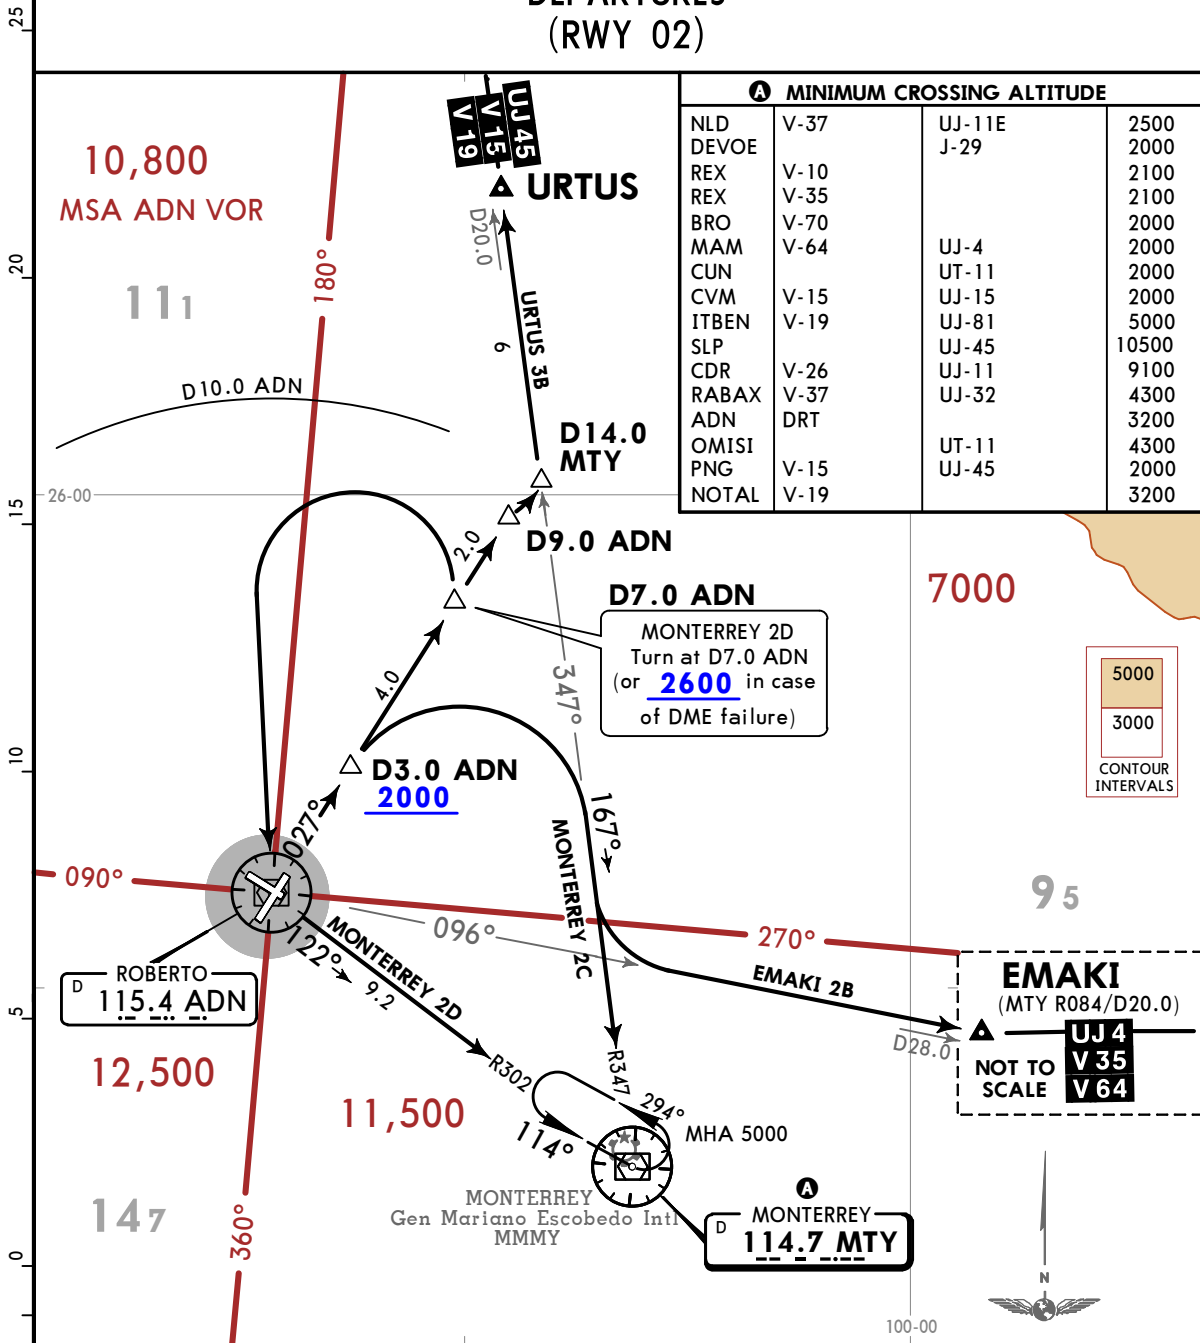 DEPARTURES
(RWY 02)
25
20
15
10
5
0
A MINIMUM CROSSING ALTITUDE
NLD V-37 UJ-11E 2500
DEVOE J-29 2000
REX V-10 2100
REX V-35 2100
BRO V-70 2000
MAM V-64 UJ-4 2000
CUN UT-11 2000
CVM V-15 UJ-15 2000
ITBEN V-19 UJ-81 5000
SLP UJ-45 10500
CDR V-26 UJ-11 9100
RABAX V-37 UJ-32 4300
ADN DRT 3200
OMISI UT-11 4300
PNG V-15 UJ-45 2000
NOTAL V-19 3200
10,800
MSA ADN VOR
111
180°
V 19
V 15
UJ 45
URTUS
D20.0
URTUS 3B
6
D10.0 ADN
D14.0
MTY
26-00
2.0
D9.0 ADN
D7.0 ADN
MONTERREY 2D
Turn at D7.0 ADN
(or 2600 in case
of DME failure)
7000
5000
3000
CONTOUR
INTERVALS
347°
4.0
D3.0 ADN
2000
027°
167°
MONTERREY 2C
090°
096°
270°
95
MONTERREY 2D
122°
9.2
EMAKI 2B
ROBERTO
D 115.4 ADN
EMAKI
(MTY R084/D20.0)
D28.0
NOT TO
SCALE
UJ 4
V 35
V 64
12,500
11,500
R302
R347
294°
MHA 5000
114°
147
360°
MONTERREY
Gen Mariano Escobedo Intl
MMMY
A
MONTERREY
D 114.7 MTY
N
100-00